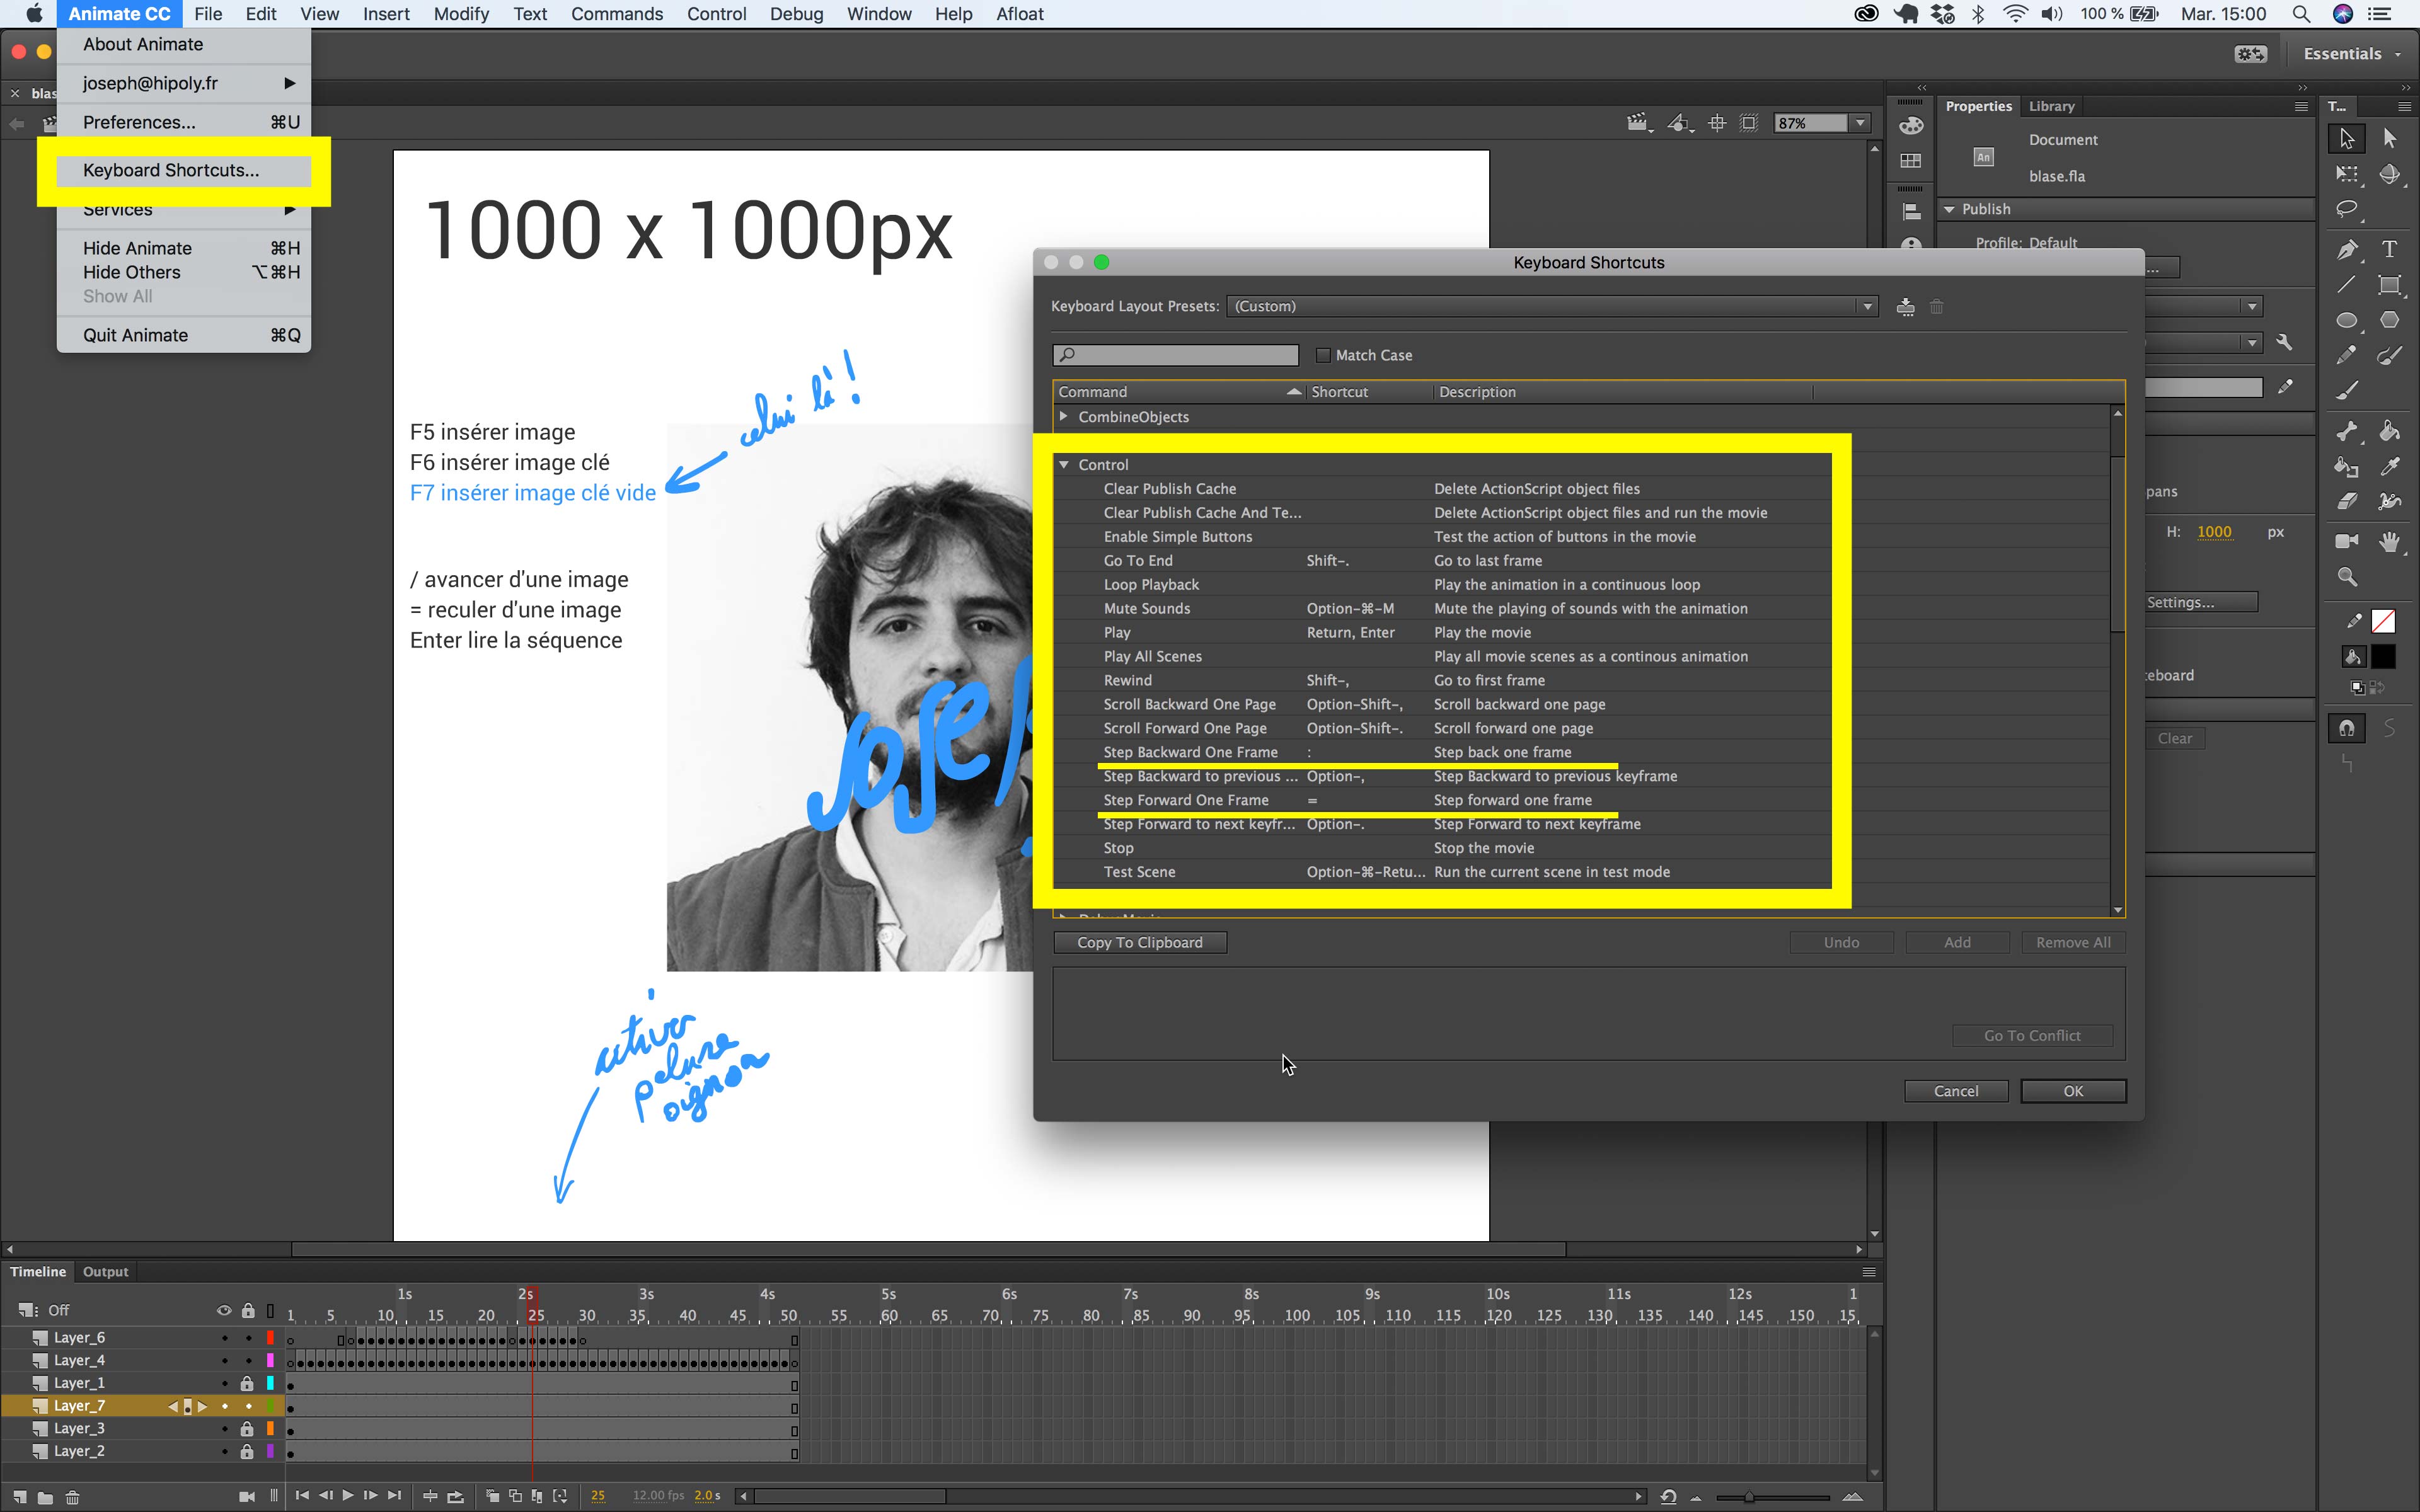 Animate CC File Edit View Insert Modify Text Commands Control Debug Window Help Afloat 100 % Mar. 15:00
About Animate
joseph@hipoly.fr
Preferences... ⌘U
Keyboard Shortcuts...
Services
Hide Animate ⌘H
Hide Others ⌥⌘H
Show All
Quit Animate ⌘Q
Essentials
87%
1000 x 1000px
celui là !
F5 insérer image
F6 insérer image clé
F7 insérer image clé vide
/ avancer d'une image
= reculer d'une image
Enter lire la séquence
activer
pelure
oignon
Keyboard Shortcuts
Keyboard Layout Presets: (Custom)
Match Case
Command Shortcut Description
CombineObjects
Control
Clear Publish Cache Delete ActionScript object files
Clear Publish Cache And Te... Delete ActionScript object files and run the movie
Enable Simple Buttons Test the action of buttons in the movie
Go To End Shift-. Go to last frame
Loop Playback Play the animation in a continuous loop
Mute Sounds Option-⌘-M Mute the playing of sounds with the animation
Play Return, Enter Play the movie
Play All Scenes Play all movie scenes as a continous animation
Rewind Shift-, Go to first frame
Scroll Backward One Page Option-Shift-, Scroll backward one page
Scroll Forward One Page Option-Shift-. Scroll forward one page
Step Backward One Frame : Step back one frame
Step Backward to previous ... Option-, Step Backward to previous keyframe
Step Forward One Frame = Step forward one frame
Step Forward to next keyfr... Option-. Step Forward to next keyframe
Stop Stop the movie
Test Scene Option-⌘-Retu... Run the current scene in test mode
Copy To Clipboard Undo Add Remove All
Go To Conflict
Cancel OK
Properties Library T...
Document
An
blase.fla
Publish
Profile: Default
...
pans
H: 1000 px
Settings...
Clear
Timeline Output
1s 2s 3s 4s 5s 6s 7s 8s 9s 10s 11s 12s 1
Off 1 5 10 15 20 25 30 35 40 45 50 55 60 65 70 75 80 85 90 95 100 105 110 115 120 125 130 135 140 145 150 15
Layer_6
Layer_4
Layer_1
Layer_7
Layer_3
Layer_2
25 12.00 fps 2.0 s